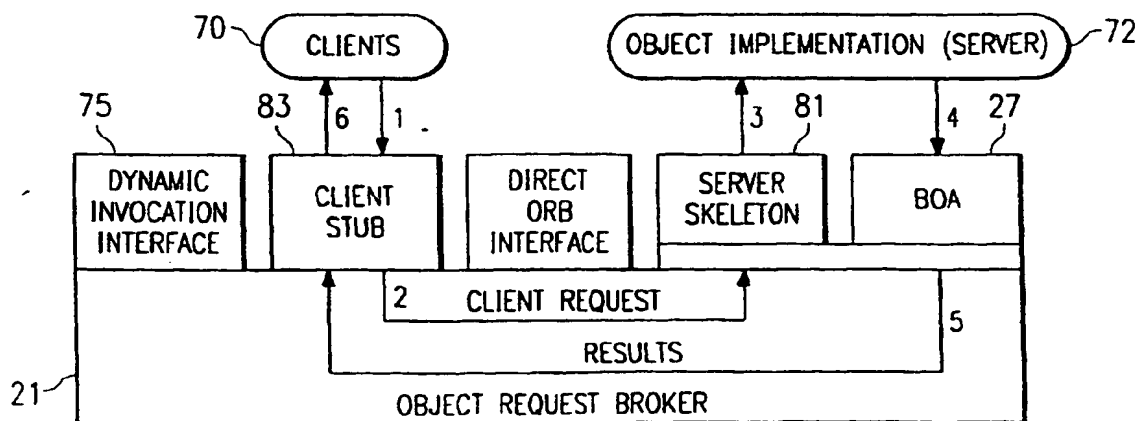 70
CLIENTS
OBJECT IMPLEMENTATION (SERVER)
72
75
83
6
1
3
81
4
27
DYNAMIC
INVOCATION
INTERFACE
CLIENT
STUB
DIRECT
ORB
INTERFACE
SERVER
SKELETON
BOA
2
CLIENT REQUEST
5
RESULTS
21
OBJECT REQUEST BROKER